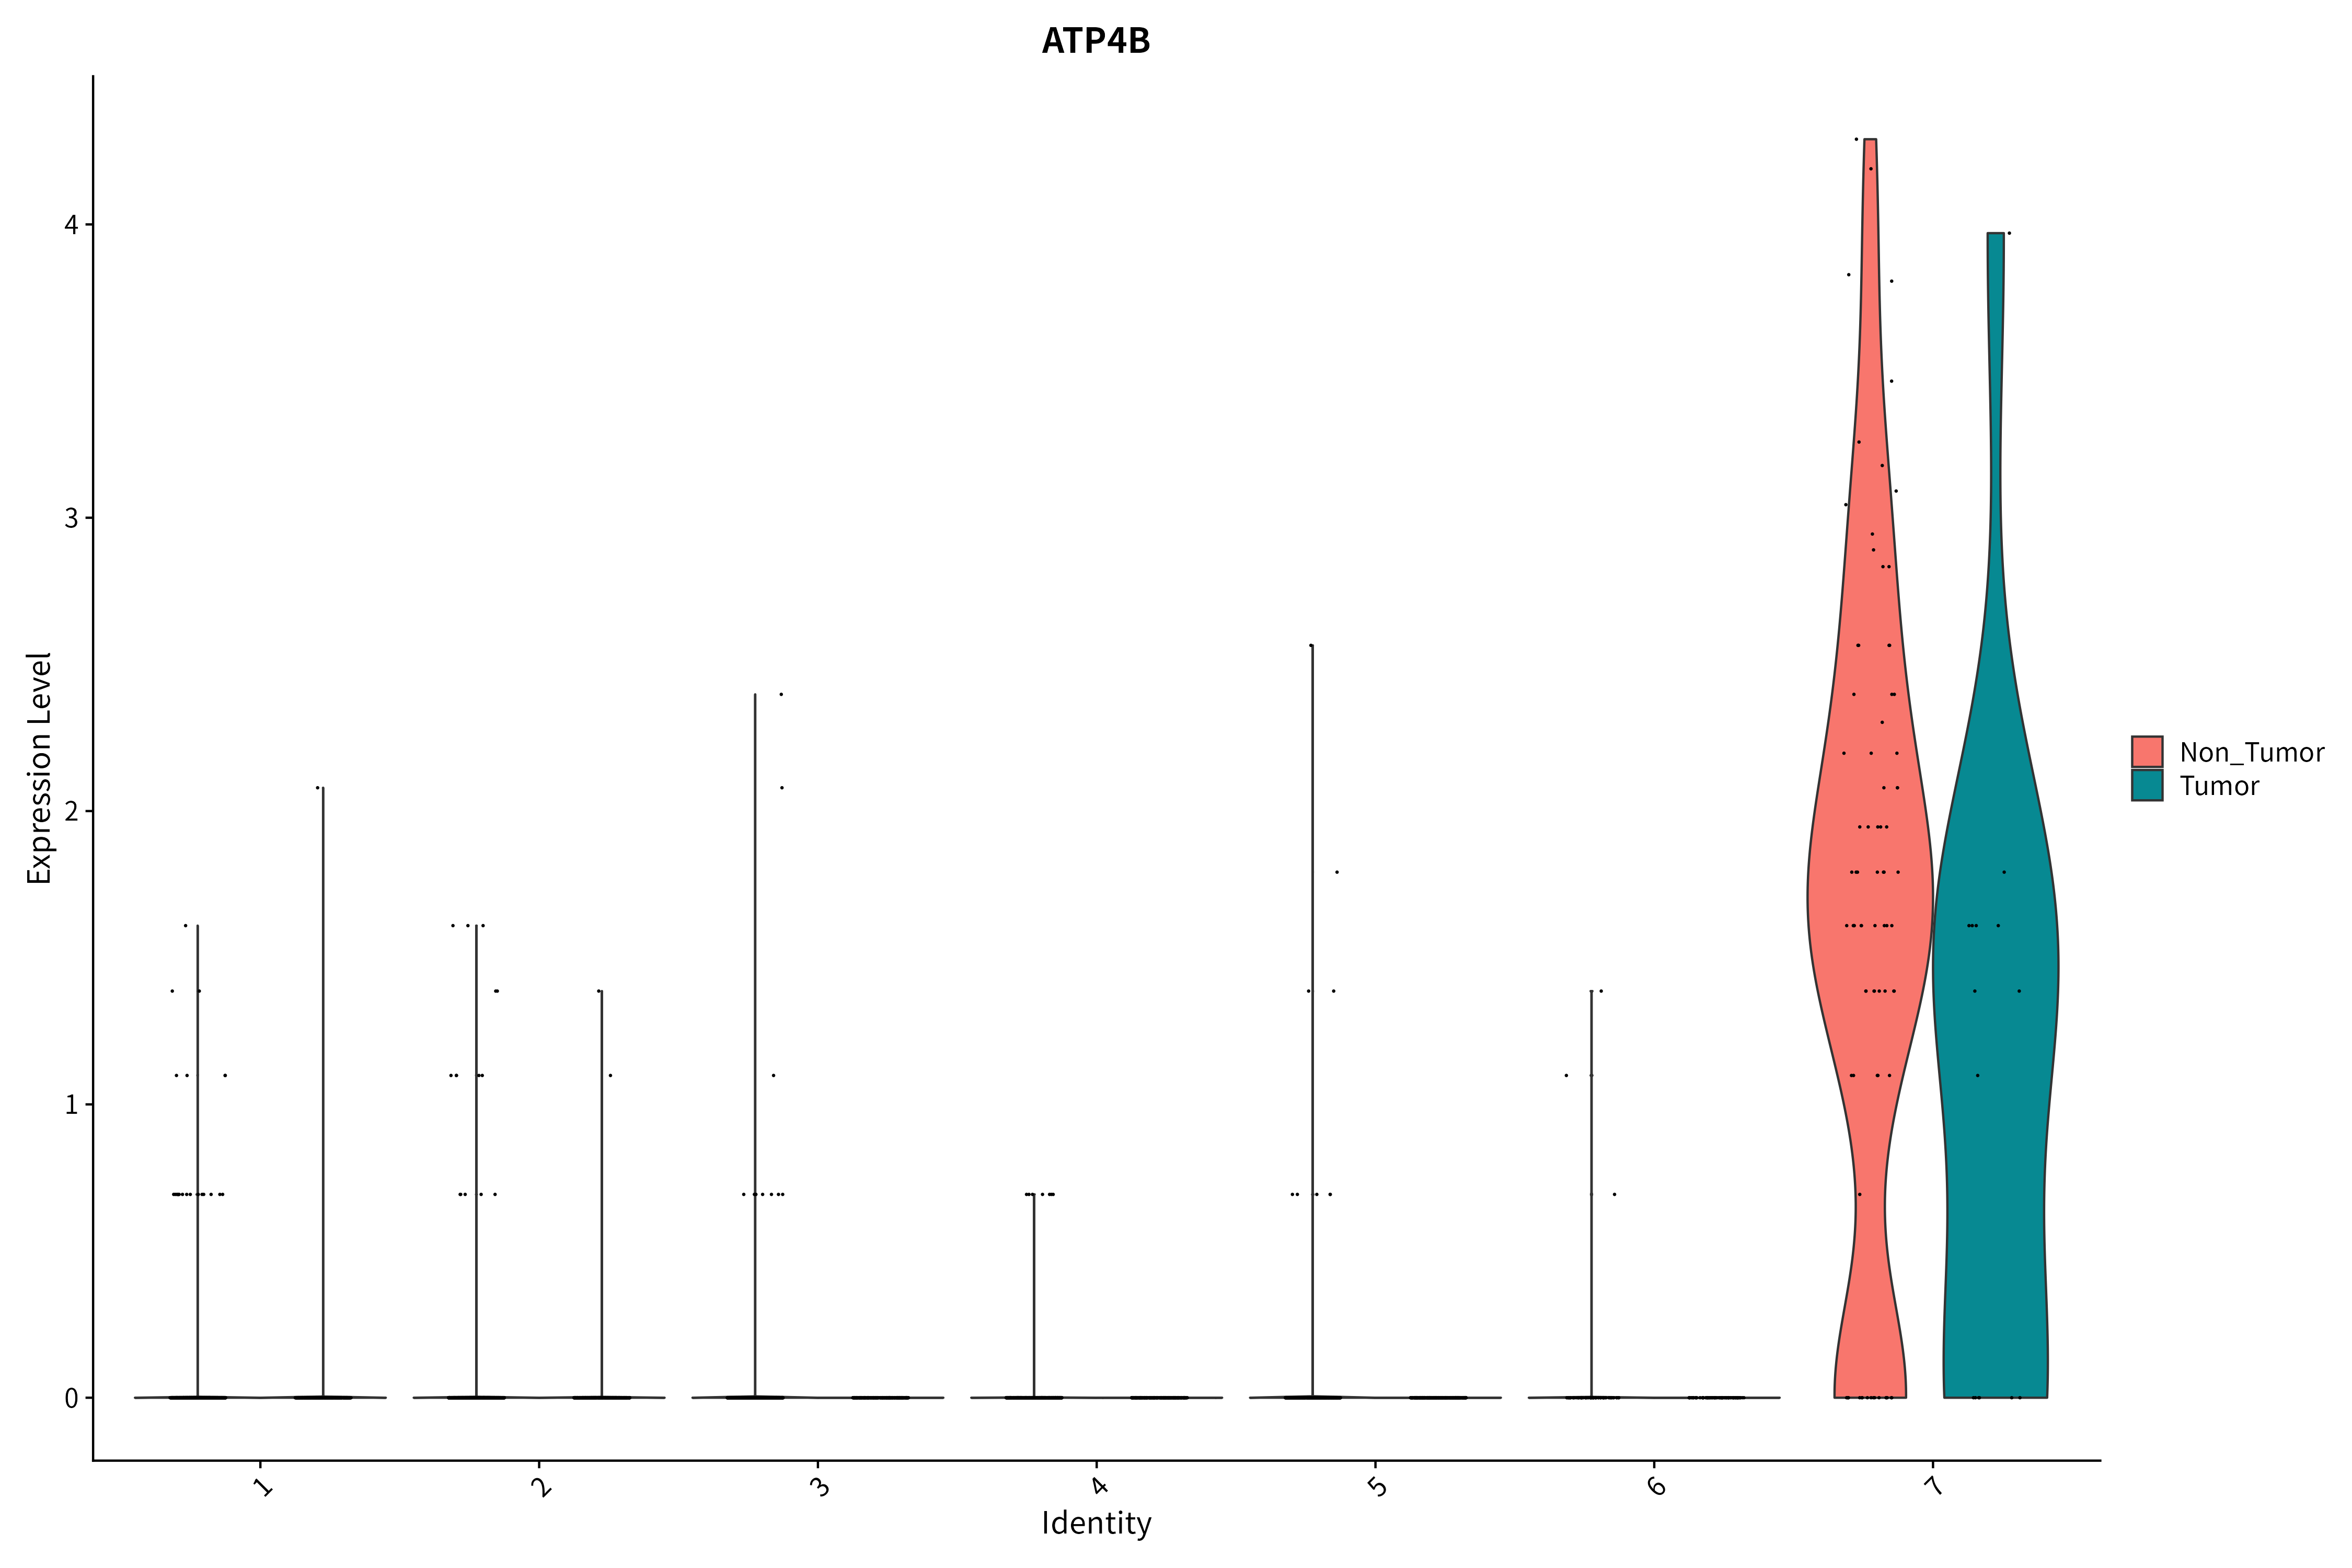 ATP4B
Expression Level
4
3
2
1
0
1 2 3 4 5 6 7
Identity
Non_Tumor
Tumor